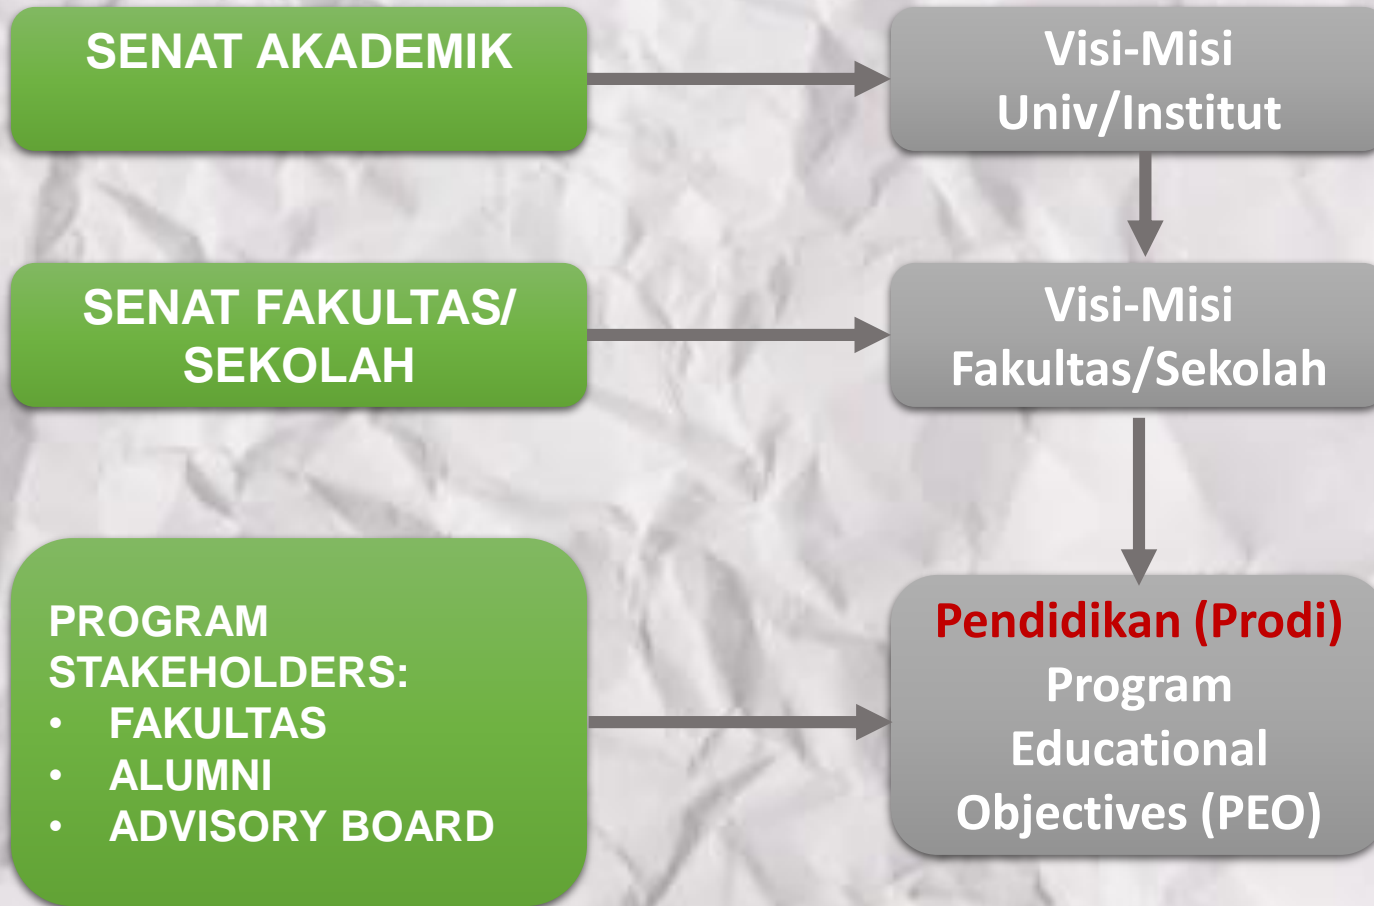 SENAT AKADEMIK
Visi-Misi
Univ/Institut
SENAT FAKULTAS/
SEKOLAH
Visi-Misi
Fakultas/Sekolah
PROGRAM
STAKEHOLDERS:
• FAKULTAS
• ALUMNI
• ADVISORY BOARD
Pendidikan (Prodi)
Program
Educational
Objectives (PEO)